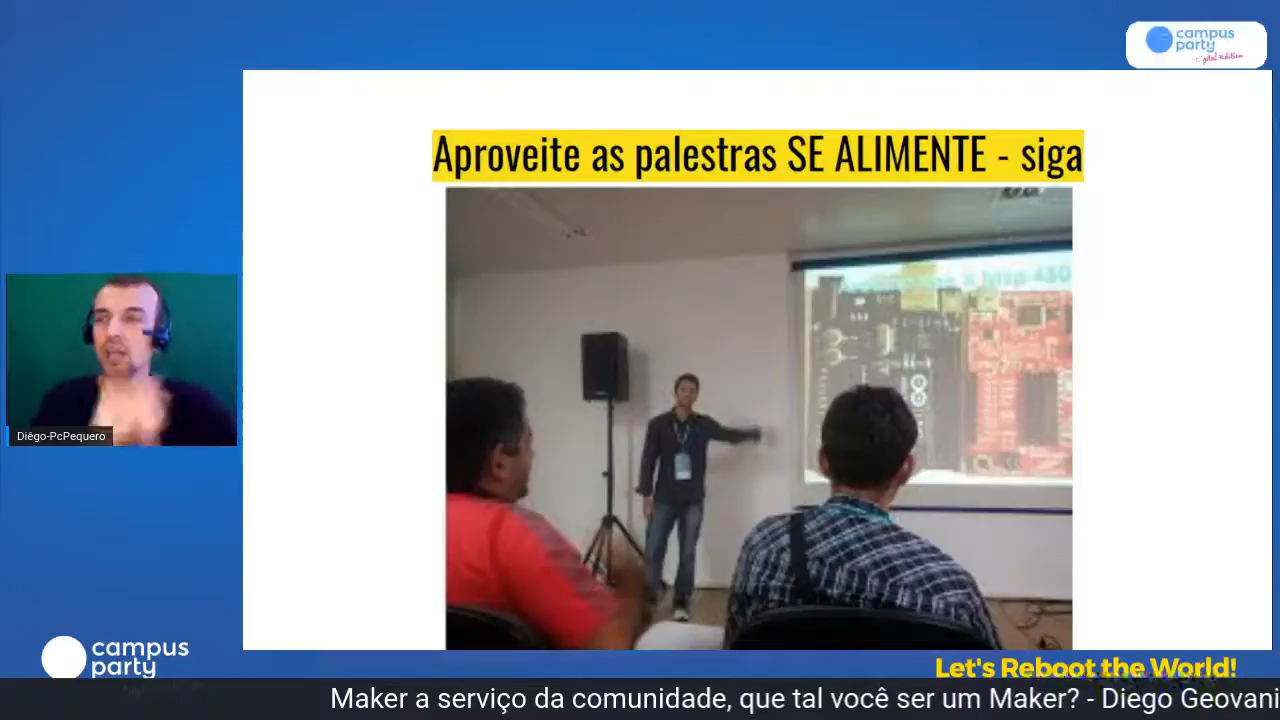 campus
party
Aproveite as palestras SE ALIMENTE - siga
Diêgo-PcPequero
campus
party
Let's Reboot the World!
Maker a serviço da comunidade, que tal você ser um Maker? - Diego Geovani